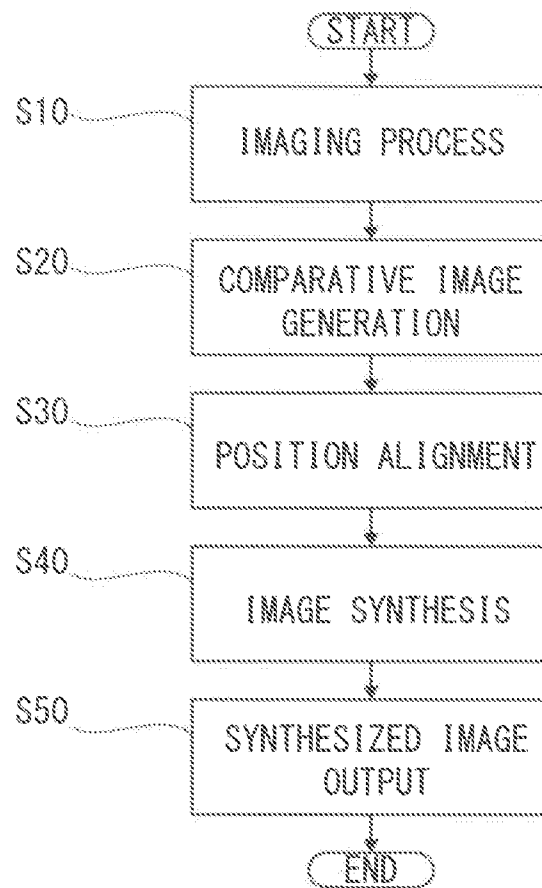 START
S10
IMAGING PROCESS
S20
COMPARATIVE IMAGE
GENERATION
S30
POSITION ALIGNMENT
S40
IMAGE SYNTHESIS
S50
SYNTHESIZED IMAGE
OUTPUT
END